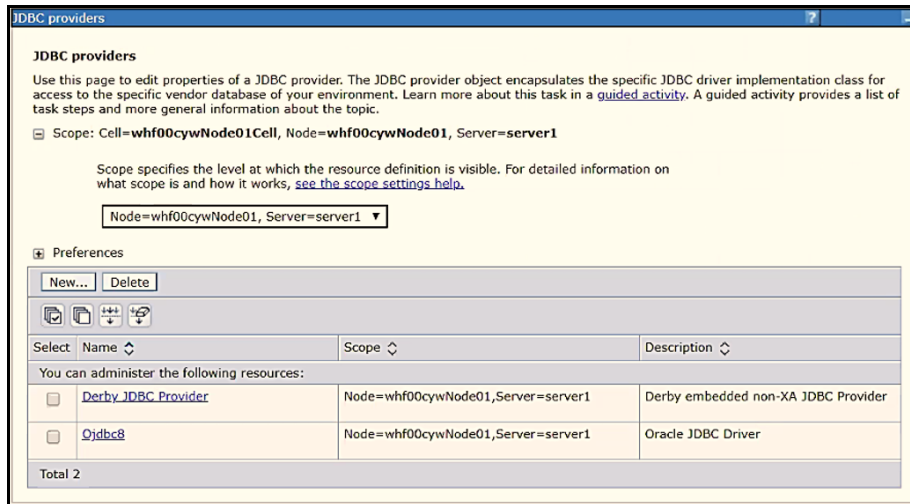 JDBC providers ?
JDBC providers
Use this page to edit properties of a JDBC provider. The JDBC provider object encapsulates the specific JDBC driver implementation class for
access to the specific vendor database of your environment. Learn more about this task in a guided activity. A guided activity provides a list of
task steps and more general information about the topic.
Scope: Cell=whf00cywNode01Cell, Node=whf00cywNode01, Server=server1
Scope specifies the level at which the resource definition is visible. For detailed information on
what scope is and how it works, see the scope settings help.
Node=whf00cywNode01, Server=server1
Preferences
New... Delete
Select Name Scope Description
You can administer the following resources:
Derby JDBC Provider Node=whf00cywNode01,Server=server1 Derby embedded non-XA JDBC Provider
Ojdbc8 Node=whf00cywNode01,Server=server1 Oracle JDBC Driver
Total 2